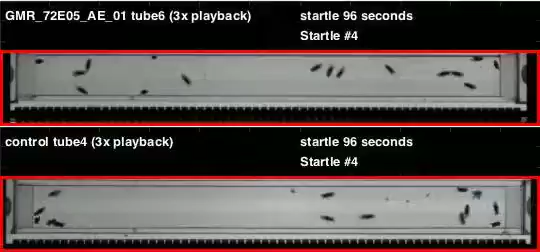 GMR_72E05_AE_01 tube6 (3x playback)
startle 96 seconds
Startle #4
control tube4 (3x playback)
startle 96 seconds
Startle #4